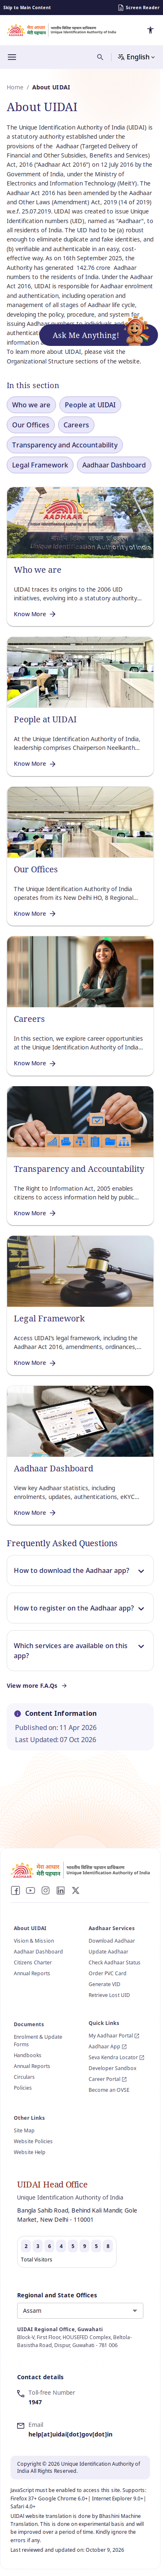 Skip to Main Content
Screen Reader
मेरा आधार
मेरी पहचान
भारतीय विशिष्ट पहचान प्राधिकरण
Unique Identification Authority of India
English
Home / About UIDAI
About UIDAI
The Unique Identification Authority of India (UIDAI) is
a statutory authority established under the
provisions of the Aadhaar (Targeted Delivery of
Financial and Other Subsidies, Benefits and Services)
Act, 2016 ("Aadhaar Act 2016") on 12 July 2016 by
the Government of India, under the Ministry of
Electronics and Information Technology (MeitY). The
Aadhaar Act 2016 has been amended by the Aadhaar
and Other Laws (Amendment) Act, 2019 (14 of 2019)
w.e.f. 25.07.2019. UIDAI was created to issue Unique
Identification numbers (UID), named as "Aadhaar", to
all residents of India. The UID had to be (a) robust
enough to eliminate duplicate and fake identities, and
(b) verifiable and authenticable in an easy, cost-
effective way. As on 16th September 2025, the
Authority has generated 142.76 crore Aadhaar
numbers to the residents of India. Under the Aadhaar
Act 2016, UIDAI is responsible for Aadhaar enrolment
and authentication, including operation and
management of all stages of Aadhaar life cycle,
developing the policy, procedure, and system for
issuing Aadhaar numbers to individuals
authentic
information
Ask Me Anything!
To learn more about UIDAI, please visit the
Organizational Structure sections of the website.
In this section
Who we are
People at UIDAI
Our Offices
Careers
Transparency and Accountability
Legal Framework
Aadhaar Dashboard
AADHAAR
Who we are
UIDAI traces its origins to the 2006 UID
initiatives, evolving into a statutory authority...
Know More
People at UIDAI
At the Unique Identification Authority of India,
leadership comprises Chairperson Neelkanth...
Know More
Our Offices
The Unique Identification Authority of India
operates from its New Delhi HO, 8 Regional...
Know More
Careers
In this section, we explore career opportunities
at the Unique Identification Authority of India...
Know More
Transparency and Accountability
The Right to Information Act, 2005 enables
citizens to access information held by public...
Know More
Legal Framework
Access UIDAI's legal framework, including the
Aadhaar Act 2016, amendments, ordinances,...
Know More
Aadhaar Dashboard
View key Aadhaar statistics, including
enrolments, updates, authentications, eKYC...
Know More
Frequently Asked Questions
How to download the Aadhaar app?
How to register on the Aadhaar app?
Which services are available on this
app?
View more F.A.Qs
Content Information
Published on: 11 Apr 2026
Last Updated: 07 Oct 2026
मेरा आधार
मेरी पहचान
भारतीय विशिष्ट पहचान प्राधिकरण
Unique Identification Authority of India
About UIDAI
Vision & Mission
Aadhaar Dashboard
Citizens Charter
Annual Reports
Aadhaar Services
Download Aadhaar
Update Aadhaar
Check Aadhaar Status
Order PVC Card
Generate VID
Retrieve Lost EID
Documents
Enrolment & Update
Forms
Handbooks
Annual Reports
Circulars
Policies
Quick Links
My Aadhaar Portal
Aadhaar App
Seva Kendra Locator
Developer Sandbox
Career Portal
Become an OVSE
Other Links
Site Map
Website Policies
Website Help
UIDAI Head Office
Unique Identification Authority of India
Bangla Sahib Road, Behind Kali Mandir, Gole
Market, New Delhi - 110001
2 3 6 4 5 9 5 8
Total Visitors
Regional and State Offices
Assam
UIDAI Regional Office, Guwahati
Block-V, First Floor, HOUSEFED Complex, Beltola-
Basistha Road, Dispur, Guwahati - 781 006
Contact details
Toll-free Number
1947
Email
help[at]uidai[dot]gov[dot]in
Copyright © 2026 Unique Identification Authority of
India All Rights Reserved.
JavaScript must be enabled to access this site. Supports:
Firefox 37+ Google Chrome 6.0+| Internet Explorer 9.0+|
Safari 4.0+
UIDAI website translation is done by Bhashini Machine
Translation. This is done on experimental basis and will
be improved over a period of time. Kindly ignore the
errors if any.
Last reviewed and updated on: October 9, 2026